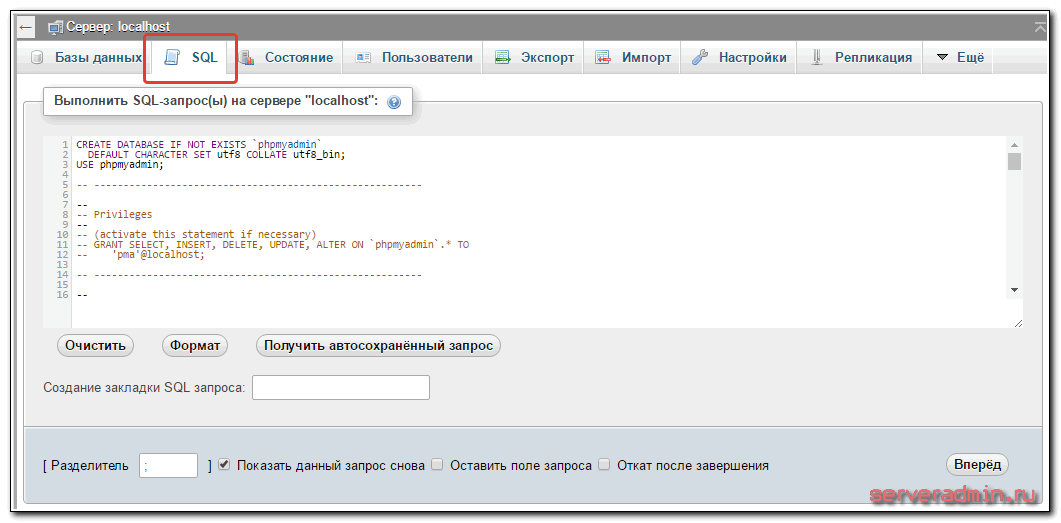 ← Сервер: localhost
Базы данных SQL Состояние Пользователи Экспорт Импорт Настройки Репликация Ещё
Выполнить SQL-запрос(ы) на сервере "localhost":
1 CREATE DATABASE IF NOT EXISTS `phpmyadmin`
2 DEFAULT CHARACTER SET utf8 COLLATE utf8_bin;
3 USE phpmyadmin;
4
5 -- --------------------------------------------------------
6
7 --
8 -- Privileges
9 --
10 -- (activate this statement if necessary)
11 -- GRANT SELECT, INSERT, DELETE, UPDATE, ALTER ON `phpmyadmin`.* TO
12 -- 'pma'@localhost;
13
14 -- --------------------------------------------------------
15
16 --
Очистить Формат Получить автосохранённый запрос
Создание закладки SQL запроса:
[ Разделитель ; ] Показать данный запрос снова Оставить поле запроса Откат после завершения Вперёд
serveradmin.ru